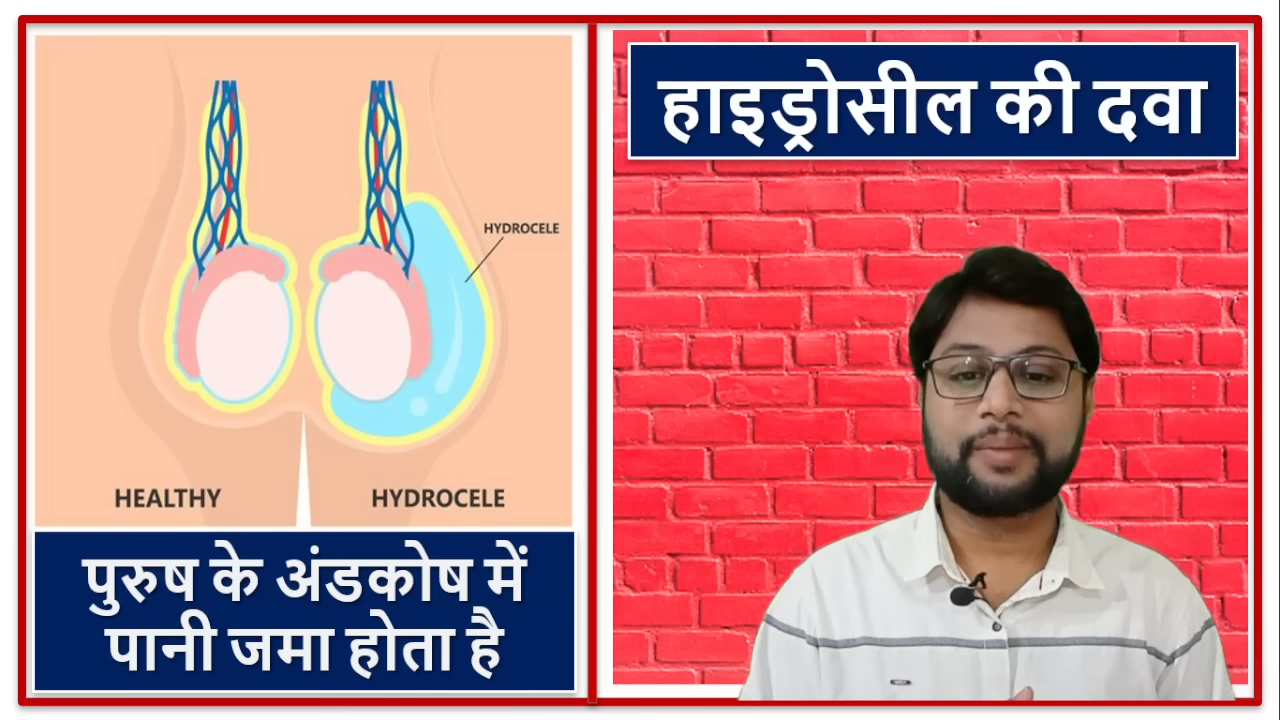 HYDROCELE
HEALTHY
HYDROCELE
पुरुष के अंडकोष में
पानी जमा होता है
हाइड्रोसील की दवा